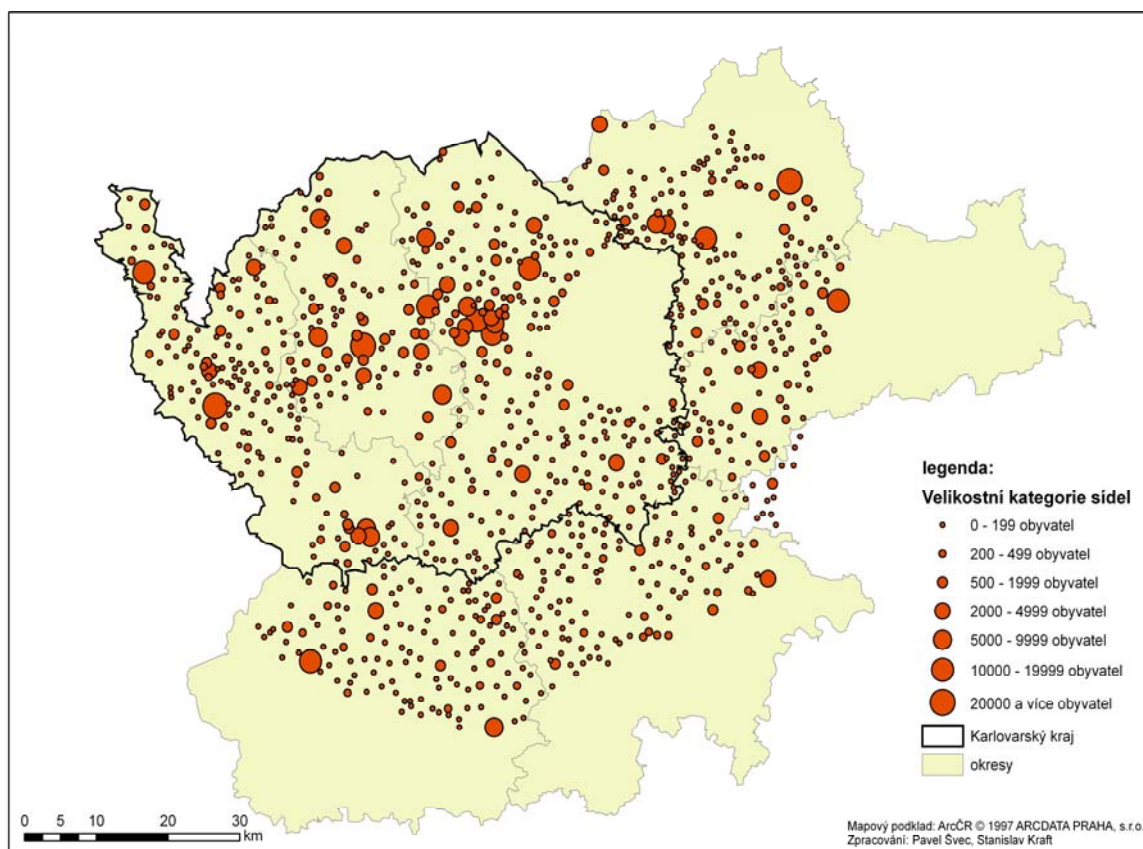 legenda:
Velikostní kategorie sídel
0 - 199 obyvatel
200 - 499 obyvatel
500 - 1999 obyvatel
2000 - 4999 obyvatel
5000 - 9999 obyvatel
10000 - 19999 obyvatel
20000 a více obyvatel
Karlovarský kraj
okresy
0 5 10 20 30
km
Mapový podklad: ArcČR © 1997 ARCDATA PRAHA, s.r.o.
Zpracování: Pavel Švec, Stanislav Kraft